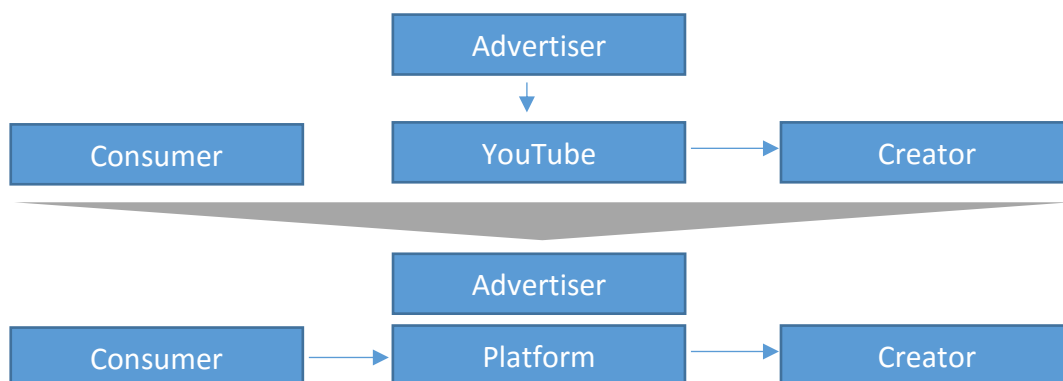 Advertiser
Consumer
YouTube
Creator
Advertiser
Consumer
Platform
Creator